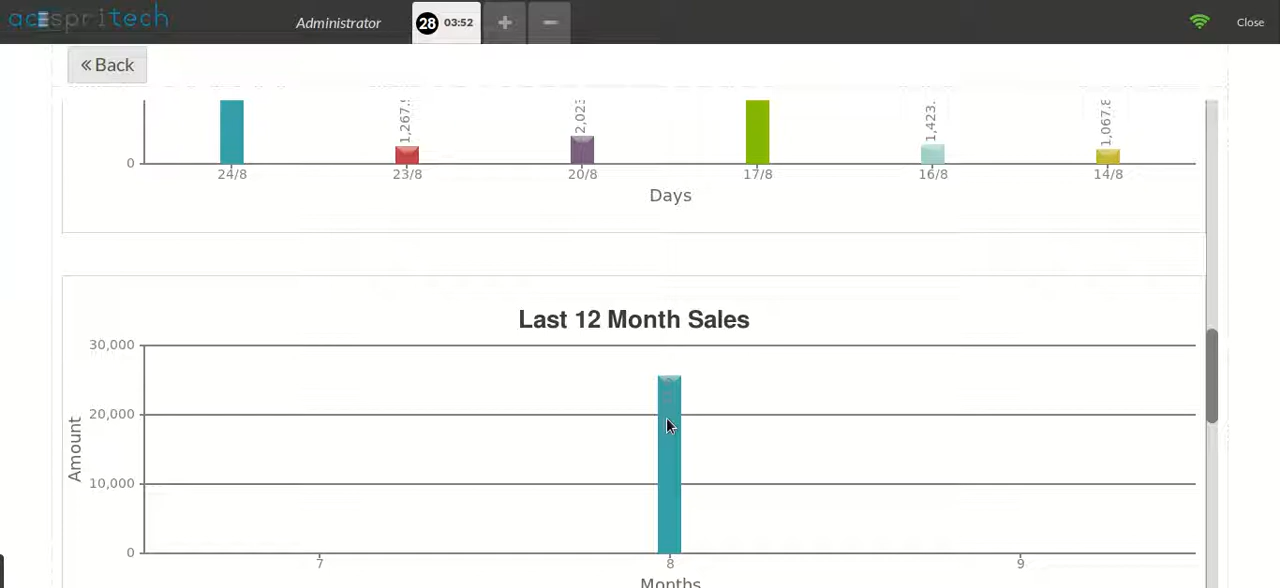 acespritech
Administrator
28 03:52
+
−
Close
« Back
0
24/8
23/8
20/8
17/8
16/8
14/8
Days
Last 12 Month Sales
30,000
20,000
10,000
0
Amount
7
8
9
Months